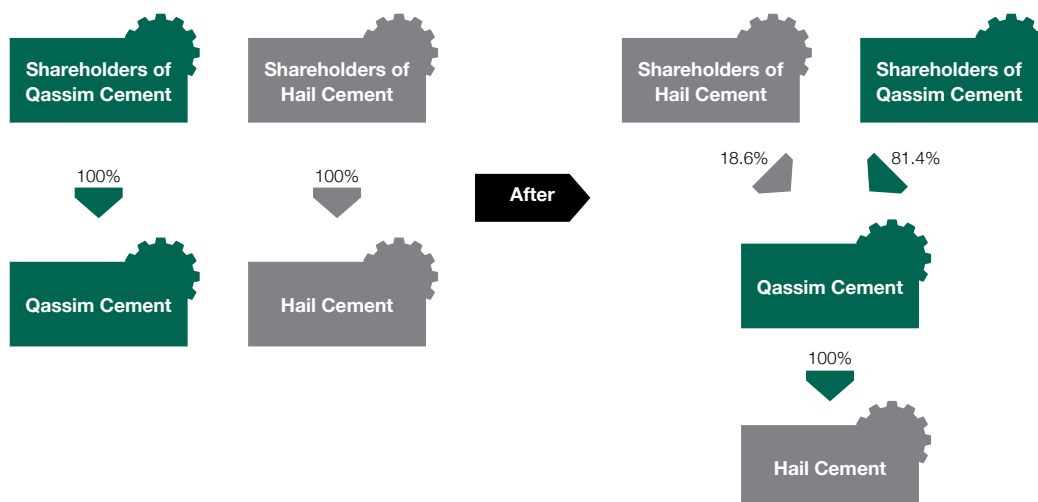 Shareholders of
Qassim Cement
Shareholders of
Hail Cement
100%
100%
Qassim Cement
Hail Cement
After
Shareholders of
Hail Cement
Shareholders of
Qassim Cement
18.6%
81.4%
Qassim Cement
100%
Hail Cement